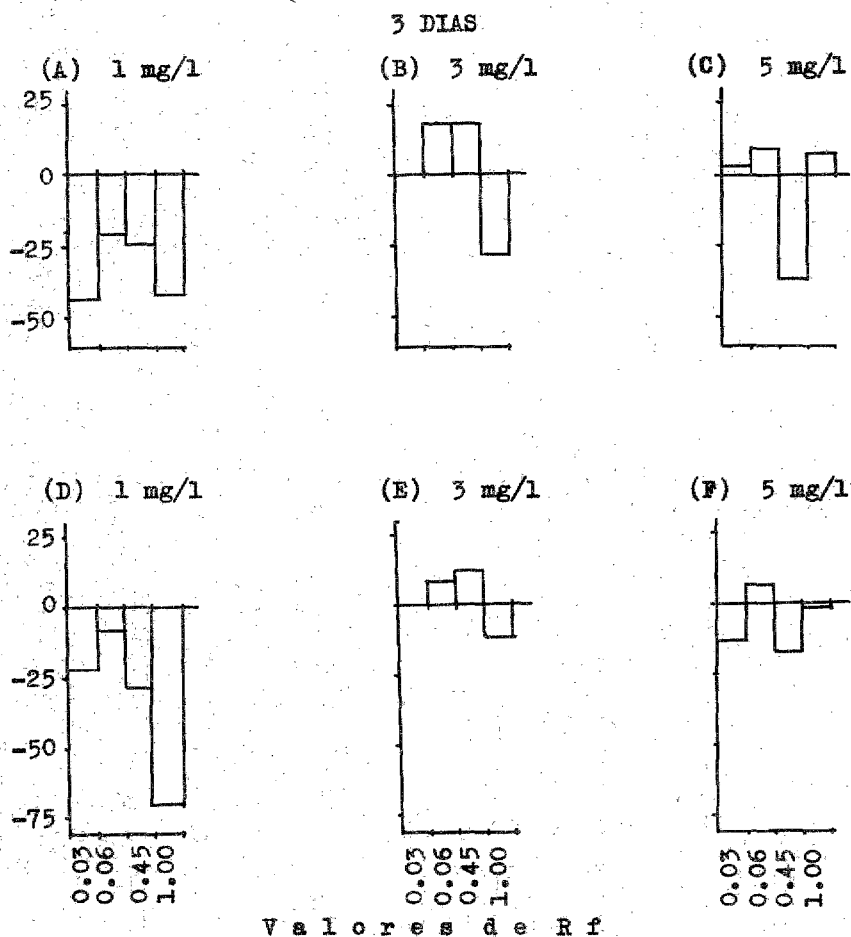 3 DIAS
(A) 1 mg/l (B) 3 mg/l (C) 5 mg/l
25
0
-25
-50
(D) 1 mg/l (E) 3 mg/l (F) 5 mg/l
25
0
-25
-50
-75
0.03 0.06 0.45 1.00 0.03 0.06 0.45 1.00 0.03 0.06 0.45 1.00
Valores de Rf